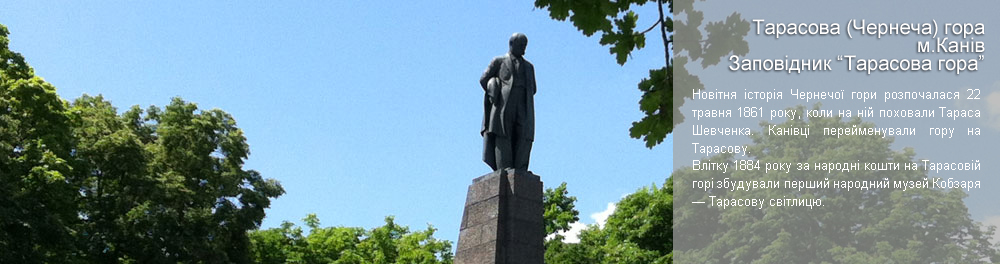 Тарасова (Чернеча) гора
м.Канів
Заповідник “Тарасова гора”
Новітня історія Чернечої гори розпочалася 22
травня 1861 року, коли на ній поховали Тараса
Шевченка. Канівці перейменували гору на
Тарасову.
Влітку 1884 року за народні кошти на Тарасовій
горі збудували перший народний музей Кобзаря
— Тарасову світлицю.